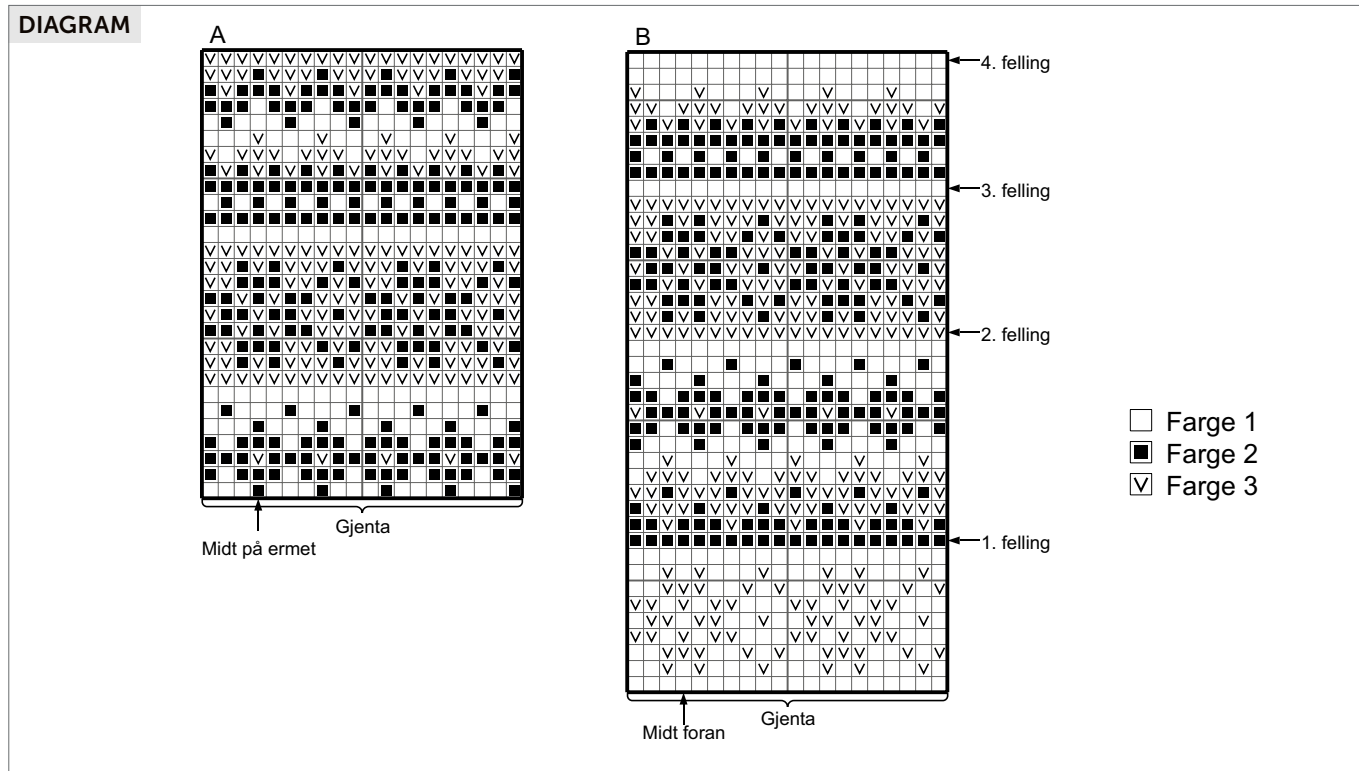 DIAGRAM
A
Gjenta
Midt på ermet
B
4. felling
3. felling
2. felling
1. felling
Gjenta
Midt foran
Farge 1
Farge 2
Farge 3